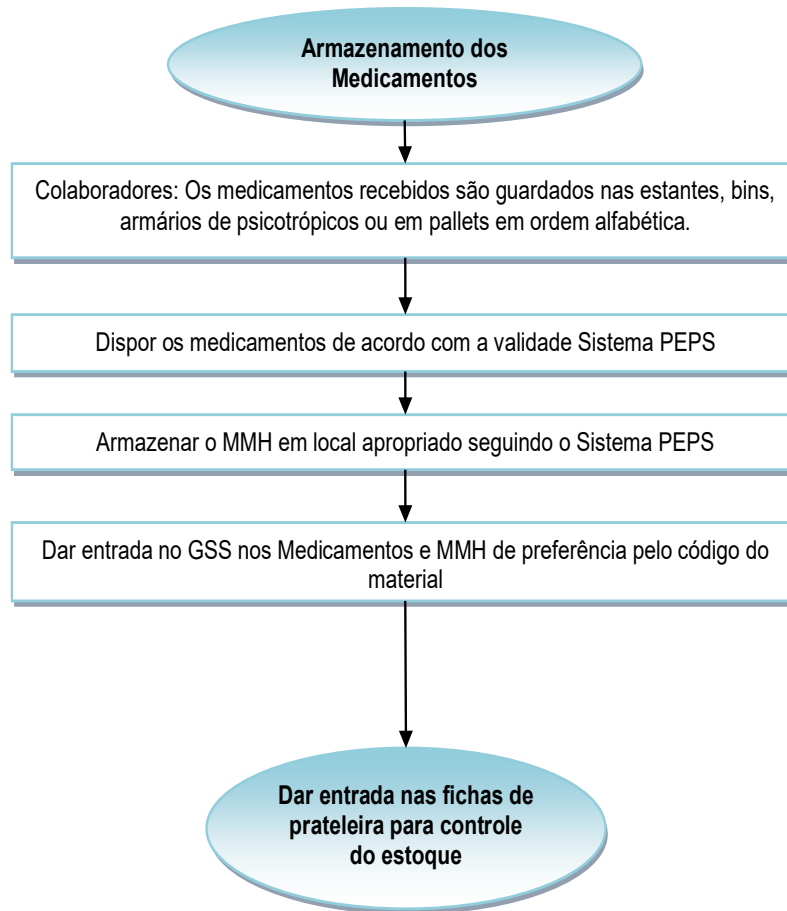 Armazenamento dos
Medicamentos
Colaboradores: Os medicamentos recebidos são guardados nas estantes, bins,
armários de psicotrópicos ou em pallets em ordem alfabética.
Dispor os medicamentos de acordo com a validade Sistema PEPS
Armazenar o MMH em local apropriado seguindo o Sistema PEPS
Dar entrada no GSS nos Medicamentos e MMH de preferência pelo código do
material
Dar entrada nas fichas de
prateleira para controle
do estoque